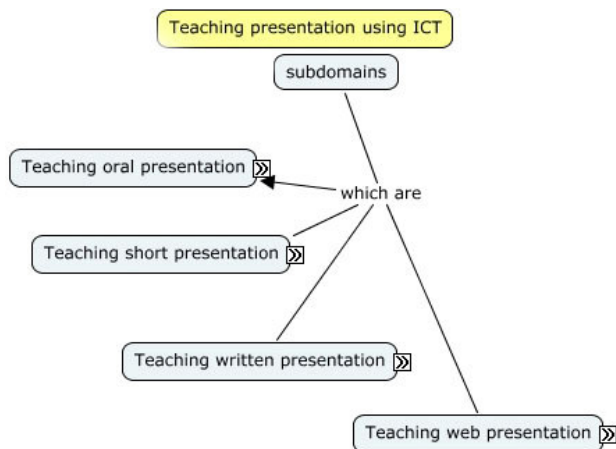 Teaching presentation using ICT
subdomains
Teaching oral presentation
which are
Teaching short presentation
Teaching written presentation
Teaching web presentation